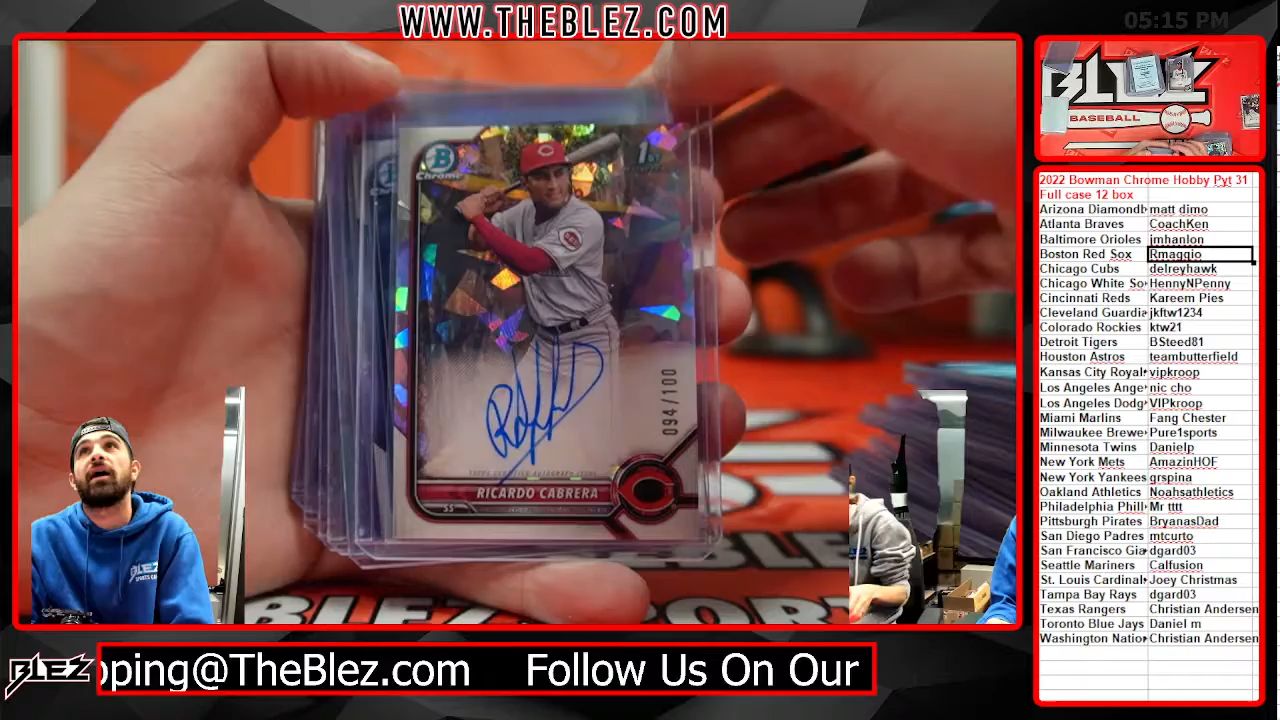 WWW.THEBLEZ.COM
05:15 PM
BLEZ
BASEBALL
Chrome
1ST
094/100
RICARDO CABRERA
SS
BLEZ SPORT
BLEZ
2022 Bowman Chrome Hobby Pyt 31
Full case 12 box
Arizona Diamondb matt dimo
Atlanta Braves CoachKen
Baltimore Orioles jmhanlon
Boston Red Sox Rmaggio
Chicago Cubs delreyhawk
Chicago White So HennyNPenny
Cincinnati Reds Kareem Pies
Cleveland Guardia jkftw1234
Colorado Rockies ktw21
Detroit Tigers BSteed81
Houston Astros teambutterfield
Kansas City Royal vipkroop
Los Angeles Ange nic cho
Los Angeles Dodg VIPkroop
Miami Marlins Fang Chester
Milwaukee Brewe Pure1sports
Minnesota Twins Danielp
New York Mets AmazinHOF
New York Yankees grspina
Oakland Athletics Noahsathletics
Philadelphia Phill Mr tttt
Pittsburgh Pirates BryanasDad
San Diego Padres mtcurto
San Francisco Gia dgard03
Seattle Mariners Calfusion
St. Louis Cardinal Joey Christmas
Tampa Bay Rays dgard03
Texas Rangers Christian Andersen
Toronto Blue Jays Daniel m
Washington Natio Christian Andersen
BLEZ
pping@TheBlez.com Follow Us On Our